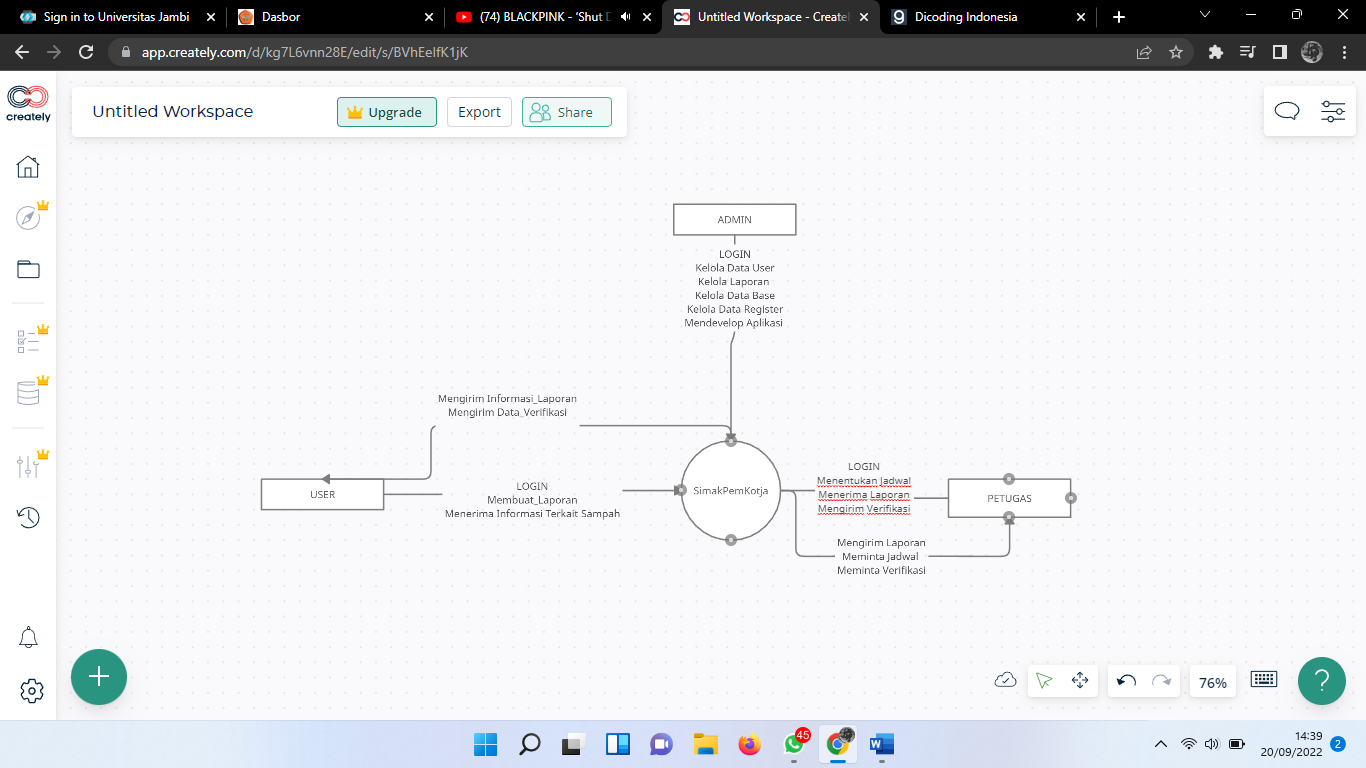 Sign in to Universitas Jambi
Dasbor
(74) BLACKPINK - 'Shut D
Untitled Workspace - Createl
Dicoding Indonesia
app.creately.com/d/kg7L6vnn28E/edit/s/BVhEelfK1jK
creately
Untitled Workspace
Upgrade
Export
Share
ADMIN
LOGIN
Kelola Data User
Kelola Laporan
Kelola Data Base
Kelola Data Register
Mendevelop Aplikasi
Mengirim Informasi_Laporan
Mengirim Data_Verifikasi
USER
LOGIN
Membuat_Laporan
Menerima Informasi Terkait Sampah
SimakPemKotja
LOGIN
Menentukan Jadwal
Menerima Laporan
Mengirim Verifikasi
PETUGAS
Mengirim Laporan
Meminta Jadwal
Meminta Verifikasi
76%
?
45
14:39
20/09/2022
2